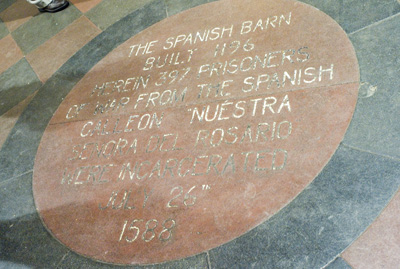 THE SPANISH BARN
BUILT 1196
HEREIN 397 PRISONERS
OF WAR FROM THE SPANISH
GALLEON "NUESTRA
SENORA DEL ROSARIO
WERE INCARCERATED
JULY 26TH
1588